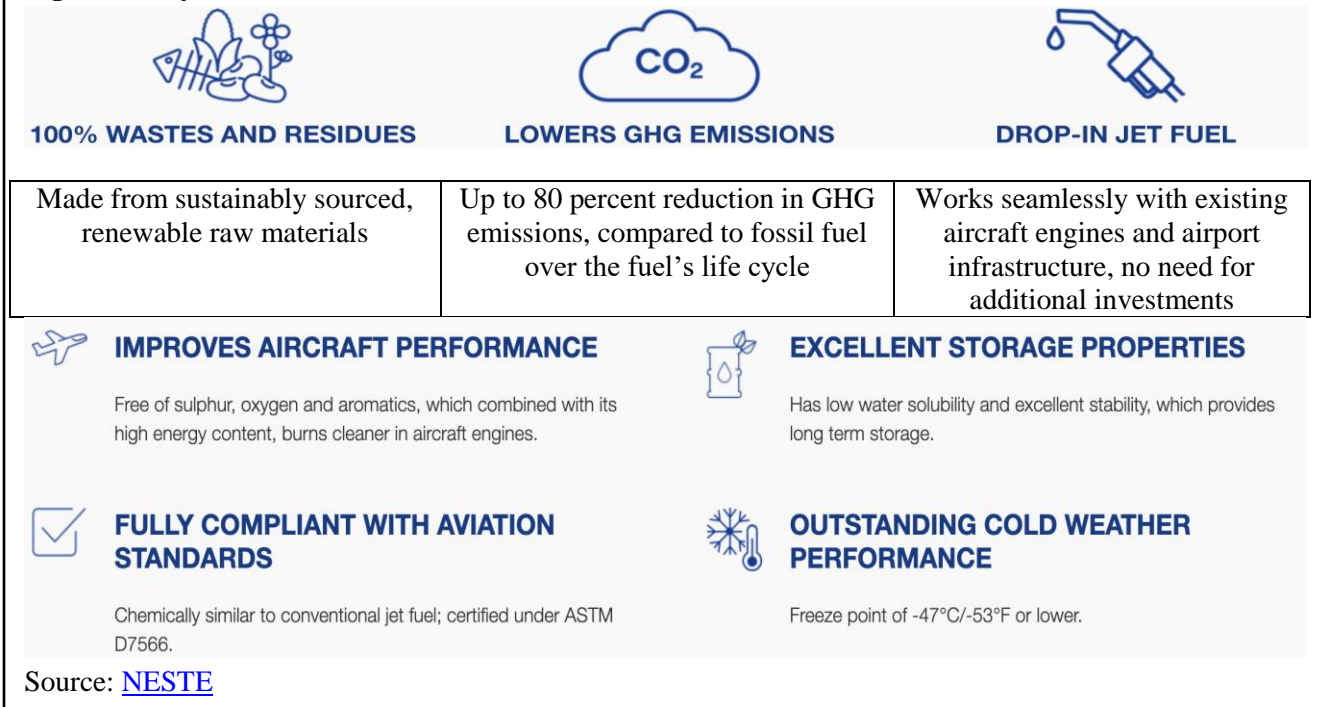 CO₂
100% WASTES AND RESIDUES
LOWERS GHG EMISSIONS
DROP-IN JET FUEL
Made from sustainably sourced,
renewable raw materials
Up to 80 percent reduction in GHG
emissions, compared to fossil fuel
over the fuel's life cycle
Works seamlessly with existing
aircraft engines and airport
infrastructure, no need for
additional investments
IMPROVES AIRCRAFT PERFORMANCE
Free of sulphur, oxygen and aromatics, which combined with its
high energy content, burns cleaner in aircraft engines.
EXCELLENT STORAGE PROPERTIES
Has low water solubility and excellent stability, which provides
long term storage.
FULLY COMPLIANT WITH AVIATION
STANDARDS
Chemically similar to conventional jet fuel; certified under ASTM
D7566.
OUTSTANDING COLD WEATHER
PERFORMANCE
Freeze point of -47°C/-53°F or lower.
Source: NESTE